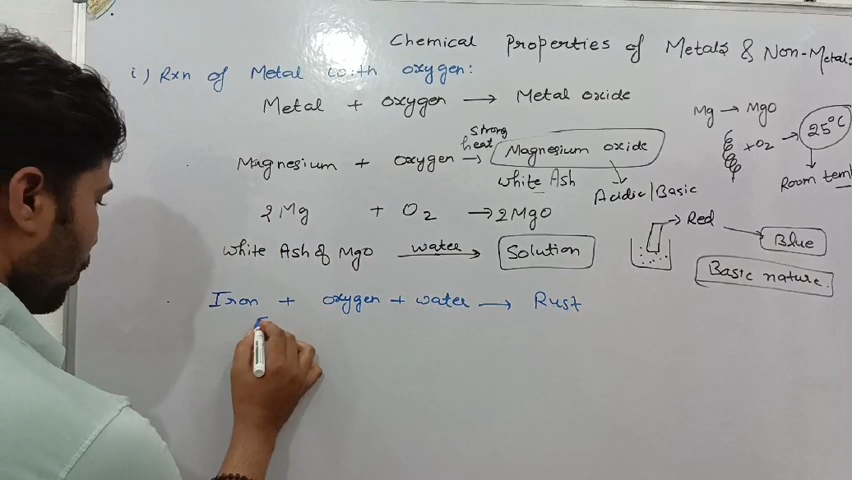 Chemical Properties of Metals & Non-Metals
i) Rxn of Metal with oxygen:
Metal + oxygen → Metal oxide
Mg → MgO
+O2 → 25°C
Room temp
strong heat
Magnesium + oxygen → Magnesium oxide
white Ash
Acidic/Basic
2Mg + O2 → 2MgO
Red
Blue
Basic nature.
white Ash of MgO water → Solution
Iron + oxygen + water → Rust